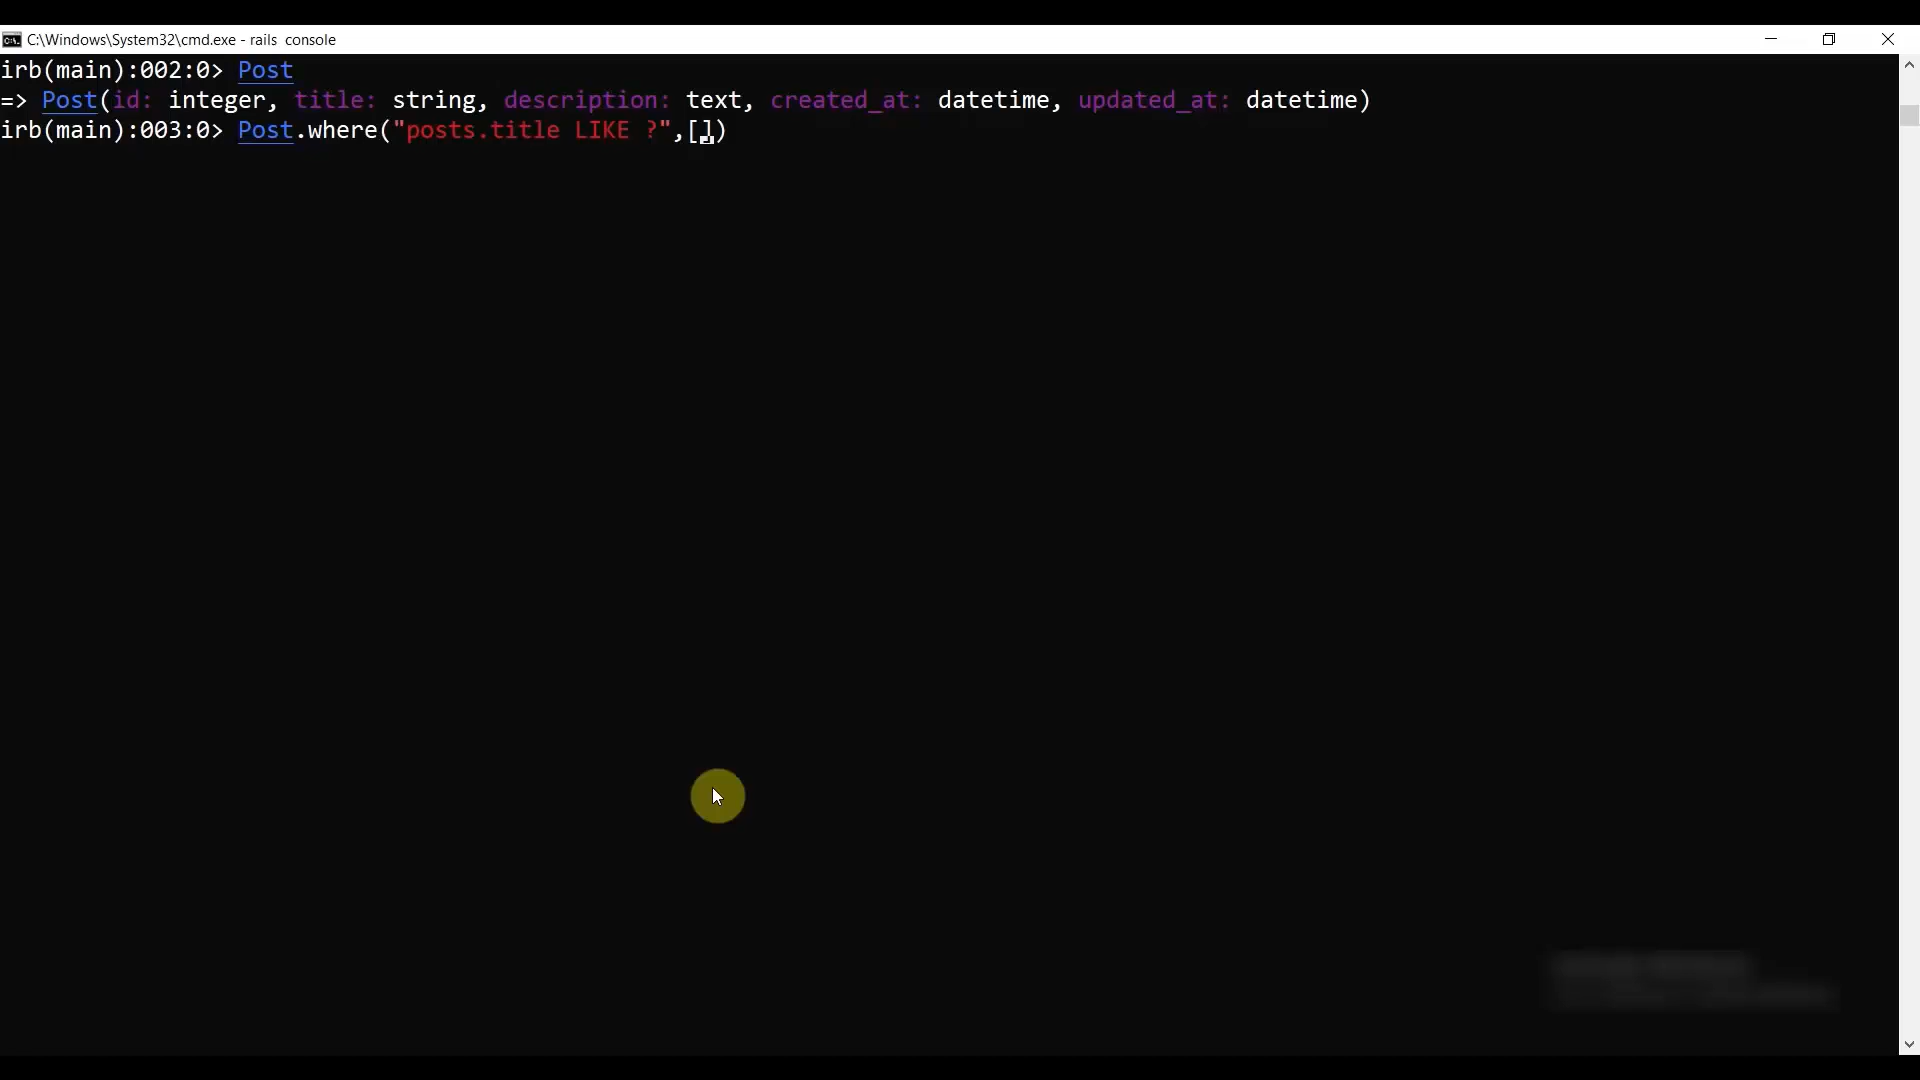 C:\Windows\System32\cmd.exe - rails  console
irb(main):002:0> Post
=> Post(id: integer, title: string, description: text, created_at: datetime, updated_at: datetime)
irb(main):003:0> Post.where("posts.title LIKE ?",[])